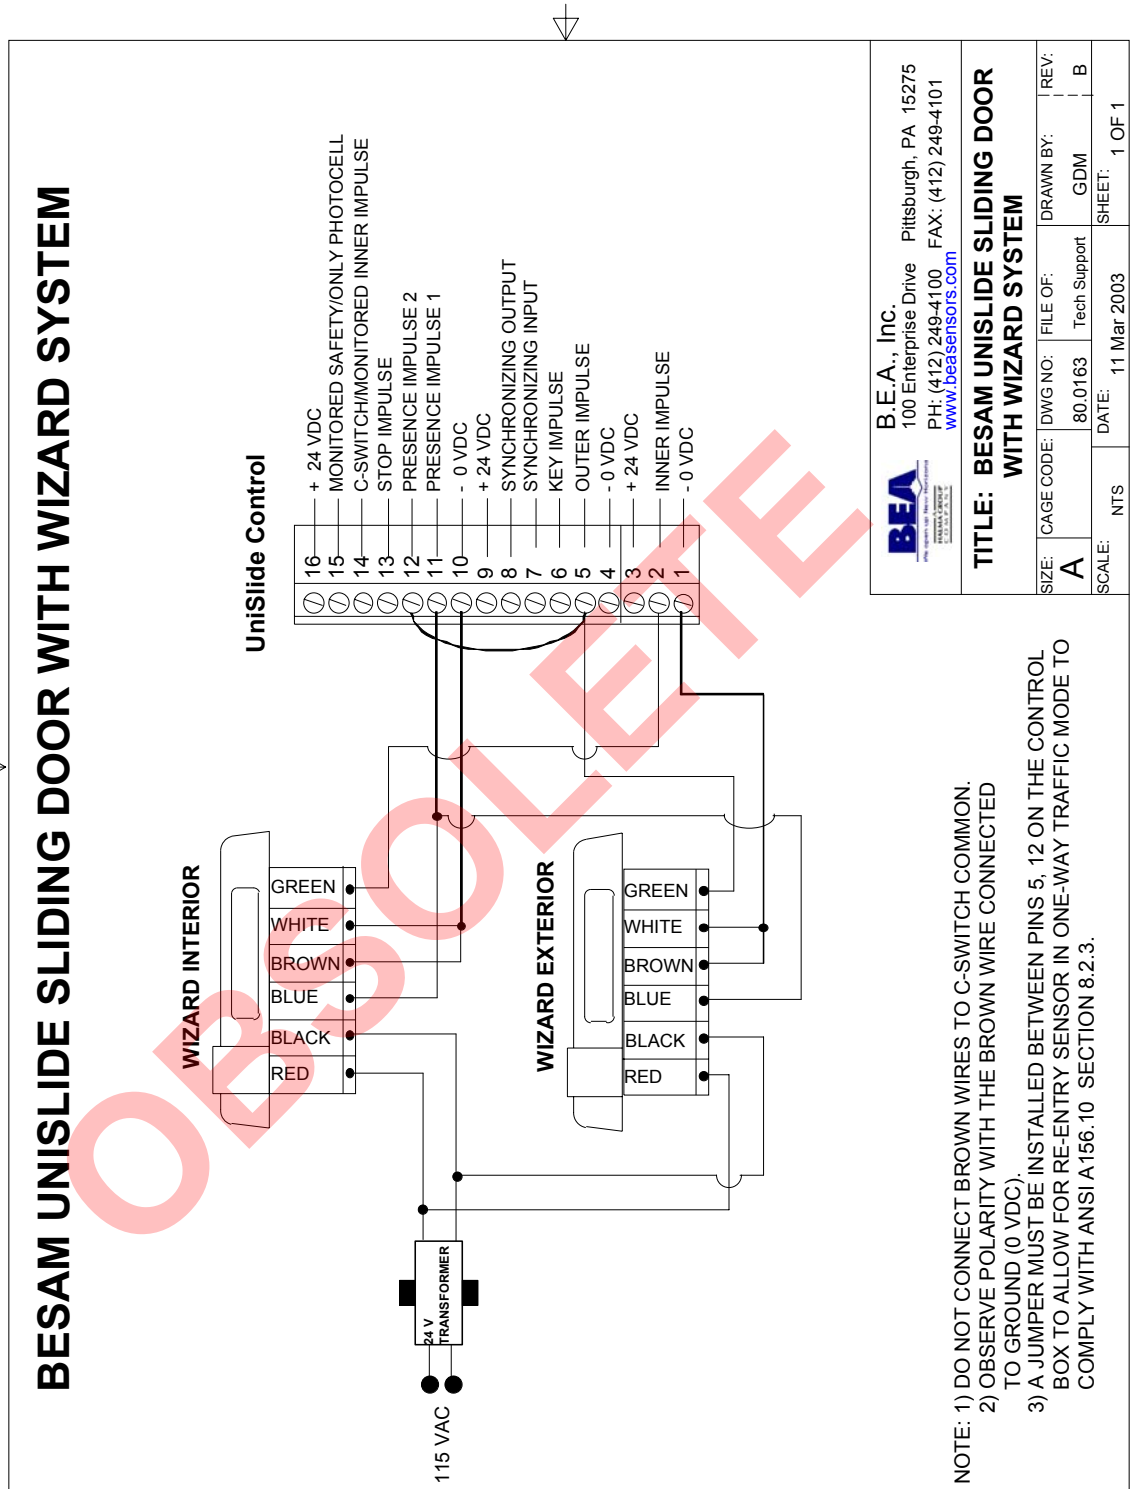 BESAM UNISLIDE SLIDING DOOR WITH WIZARD SYSTEM
UniSlide Control
16 + 24 VDC
15 MONITORED SAFETY/ONLY PHOTOCELL
14 C-SWITCH/MONITORED INNER IMPULSE
13 STOP IMPULSE
12 PRESENCE IMPULSE 2
11 PRESENCE IMPULSE 1
10 - 0 VDC
9 + 24 VDC
8 SYNCHRONIZING OUTPUT
7 SYNCHRONIZING INPUT
6 KEY IMPULSE
5 OUTER IMPULSE
4 - 0 VDC
3 + 24 VDC
2 INNER IMPULSE
1 - 0 VDC
WIZARD INTERIOR
GREEN
WHITE
BROWN
BLUE
BLACK
RED
WIZARD EXTERIOR
GREEN
WHITE
BROWN
BLUE
BLACK
RED
24 V
TRANSFORMER
115 VAC
OBSOLETE
NOTE: 1) DO NOT CONNECT BROWN WIRES TO C-SWITCH COMMON.
2) OBSERVE POLARITY WITH THE BROWN WIRE CONNECTED
TO GROUND (0 VDC).
3) A JUMPER MUST BE INSTALLED BETWEEN PINS 5, 12 ON THE CONTROL
BOX TO ALLOW FOR RE-ENTRY SENSOR IN ONE-WAY TRAFFIC MODE TO
COMPLY WITH ANSI A156.10 SECTION 8.2.3.
BEA
HALMA GROUP
COMPANY
B.E.A., Inc.
100 Enterprise Drive Pittsburgh, PA 15275
PH: (412) 249-4100 FAX: (412) 249-4101
www.beasensors.com
TITLE: BESAM UNISLIDE SLIDING DOOR
WITH WIZARD SYSTEM
SIZE: CAGE CODE: DWG NO: FILE OF: DRAWN BY: REV:
A 80.0163 Tech Support GDM B
SCALE: NTS DATE: 11 Mar 2003 SHEET: 1 OF 1